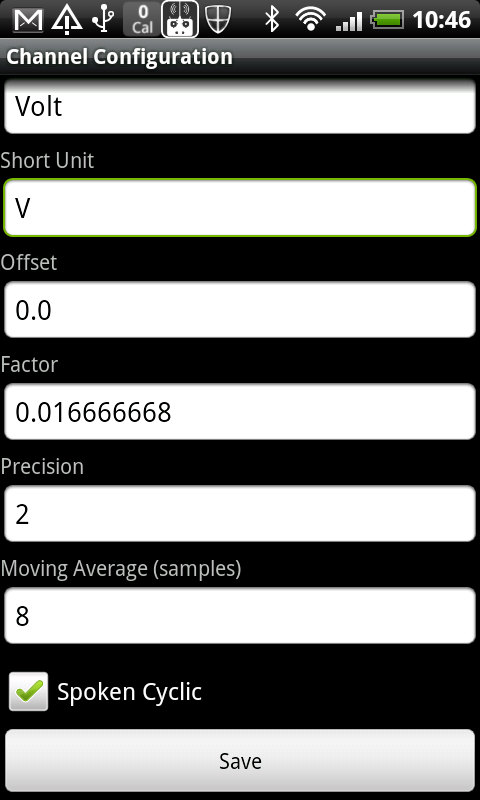 0
Cal
10:46
Channel Configuration
Volt
Short Unit
V
Offset
0.0
Factor
0.016666668
Precision
2
Moving Average (samples)
8
Spoken Cyclic
Save